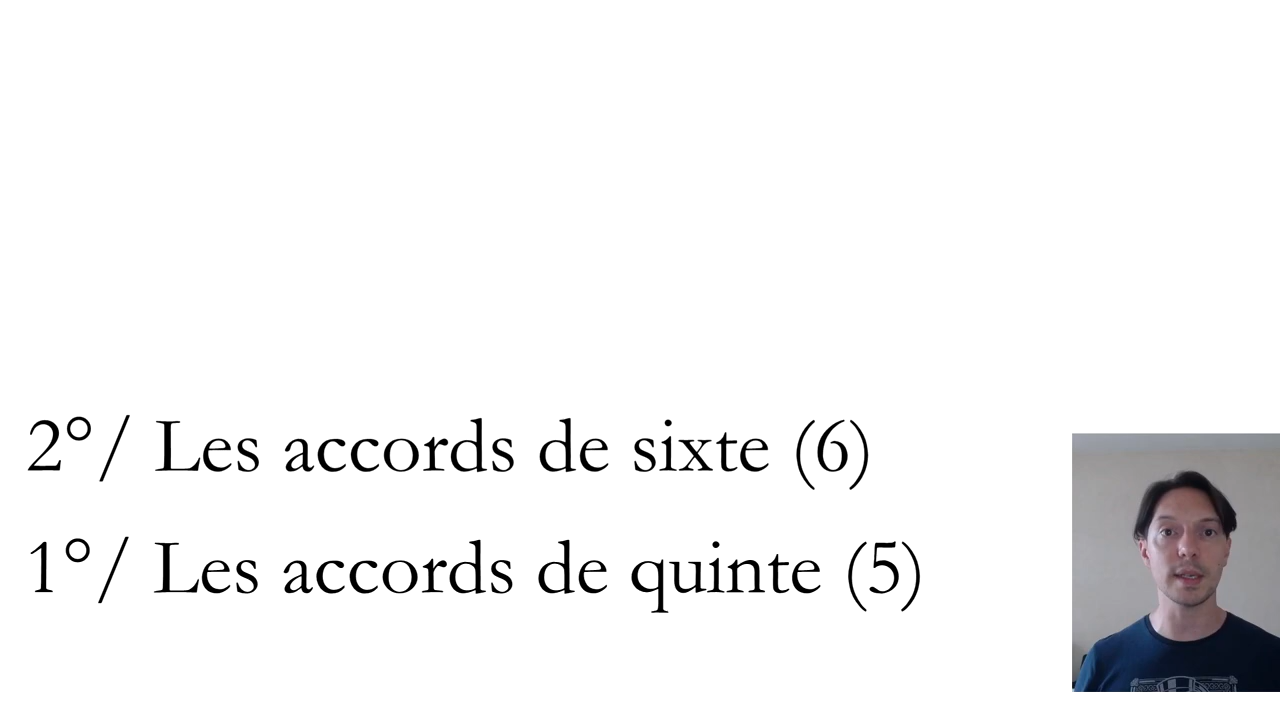 2°/ Les accords de sixte (6)
1°/ Les accords de quinte (5)